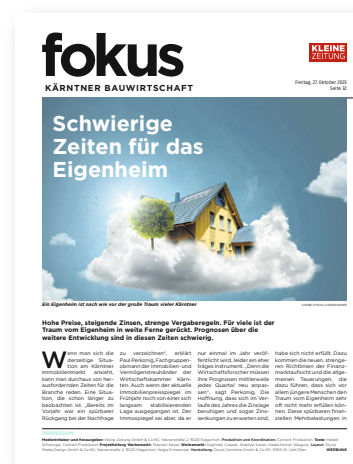 fokus
KÄRNTNER BAUWIRTSCHAFT
KLEINE
ZEITUNG
Freitag, 27. Oktober 2023
Seite 32
Schwierige
Zeiten für das
Eigenheim
Ein Eigenheim ist nach wie vor der große Traum vieler Kärntner
Hohe Preise, steigende Zinsen, strenge Vergaberegeln. Für viele ist der
Traum vom Eigenheim in weite Ferne gerückt. Prognosen über die
weitere Entwicklung sind in diesen Zeiten schwierig.
Wenn man sich die
derzeitige Situa-
tion am Kärntner
Immobilienmarkt ansieht,
kann man durchaus von her-
ausfordernden Zeiten für die
Branche reden. Eine Situa-
tion, die schon länger zu
beobachten ist. „Bereits im
Vorjahr war ein spürbarer
Rückgang bei der Nachfrage
zu verzeichnen", erklärt
Paul Perkonig, Fachgruppen-
obmann der Immobilien- und
Vermögenstreuhänder der
Wirtschaftskammer Kärn-
ten. Auch wenn der aktuelle
Immobilienpreisspiegel im
Frühjahr noch von einer sich
langsam stabilisierenden
Lage ausgegangen ist. Der
Immospiegel sei aber, da er
nur einmal im Jahr veröf-
fentlicht wird, leider ein eher
träges Instrument. „Denn die
Wirtschaftsforscher müssen
ihre Prognosen mittlerweile
jedes Quartal neu anpas-
sen", sagt Perkonig. Die
Hoffnung, dass sich im Ver-
laufe des Jahres die Zinslage
beruhigen und sogar Zins-
senkungen zu erwarten sind,
habe sich nicht erfüllt. Dazu
kommen die neuen, strenge-
ren Richtlinien der Finanz-
marktaufsicht und die allge-
meinen Teuerungen, die
dazu führen, dass sich vor
allem jüngere Menschen den
Traum vom Eigenheim sehr
oft nicht mehr erfüllen kön-
nen. Diese spürbaren finan-
ziellen Mehrbelastungen in
IMPRESSUM
WERBUNG